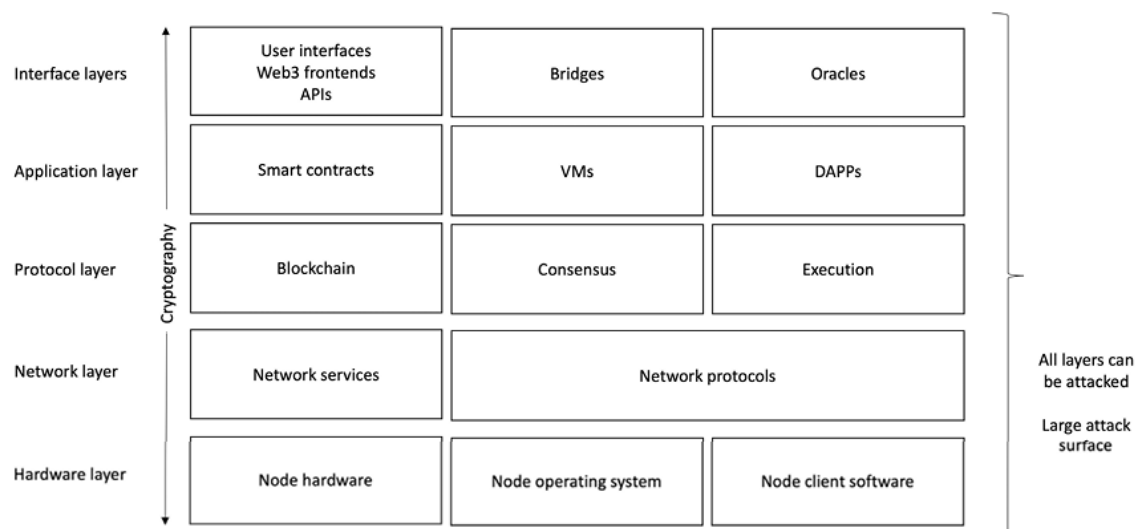 Interface layers
User interfaces
Web3 frontends
APIs
Bridges
Oracles
Application layer
Smart contracts
VMs
DAPPs
Cryptography
Protocol layer
Blockchain
Consensus
Execution
Network layer
Network services
Network protocols
All layers can
be attacked
Large attack
surface
Hardware layer
Node hardware
Node operating system
Node client software